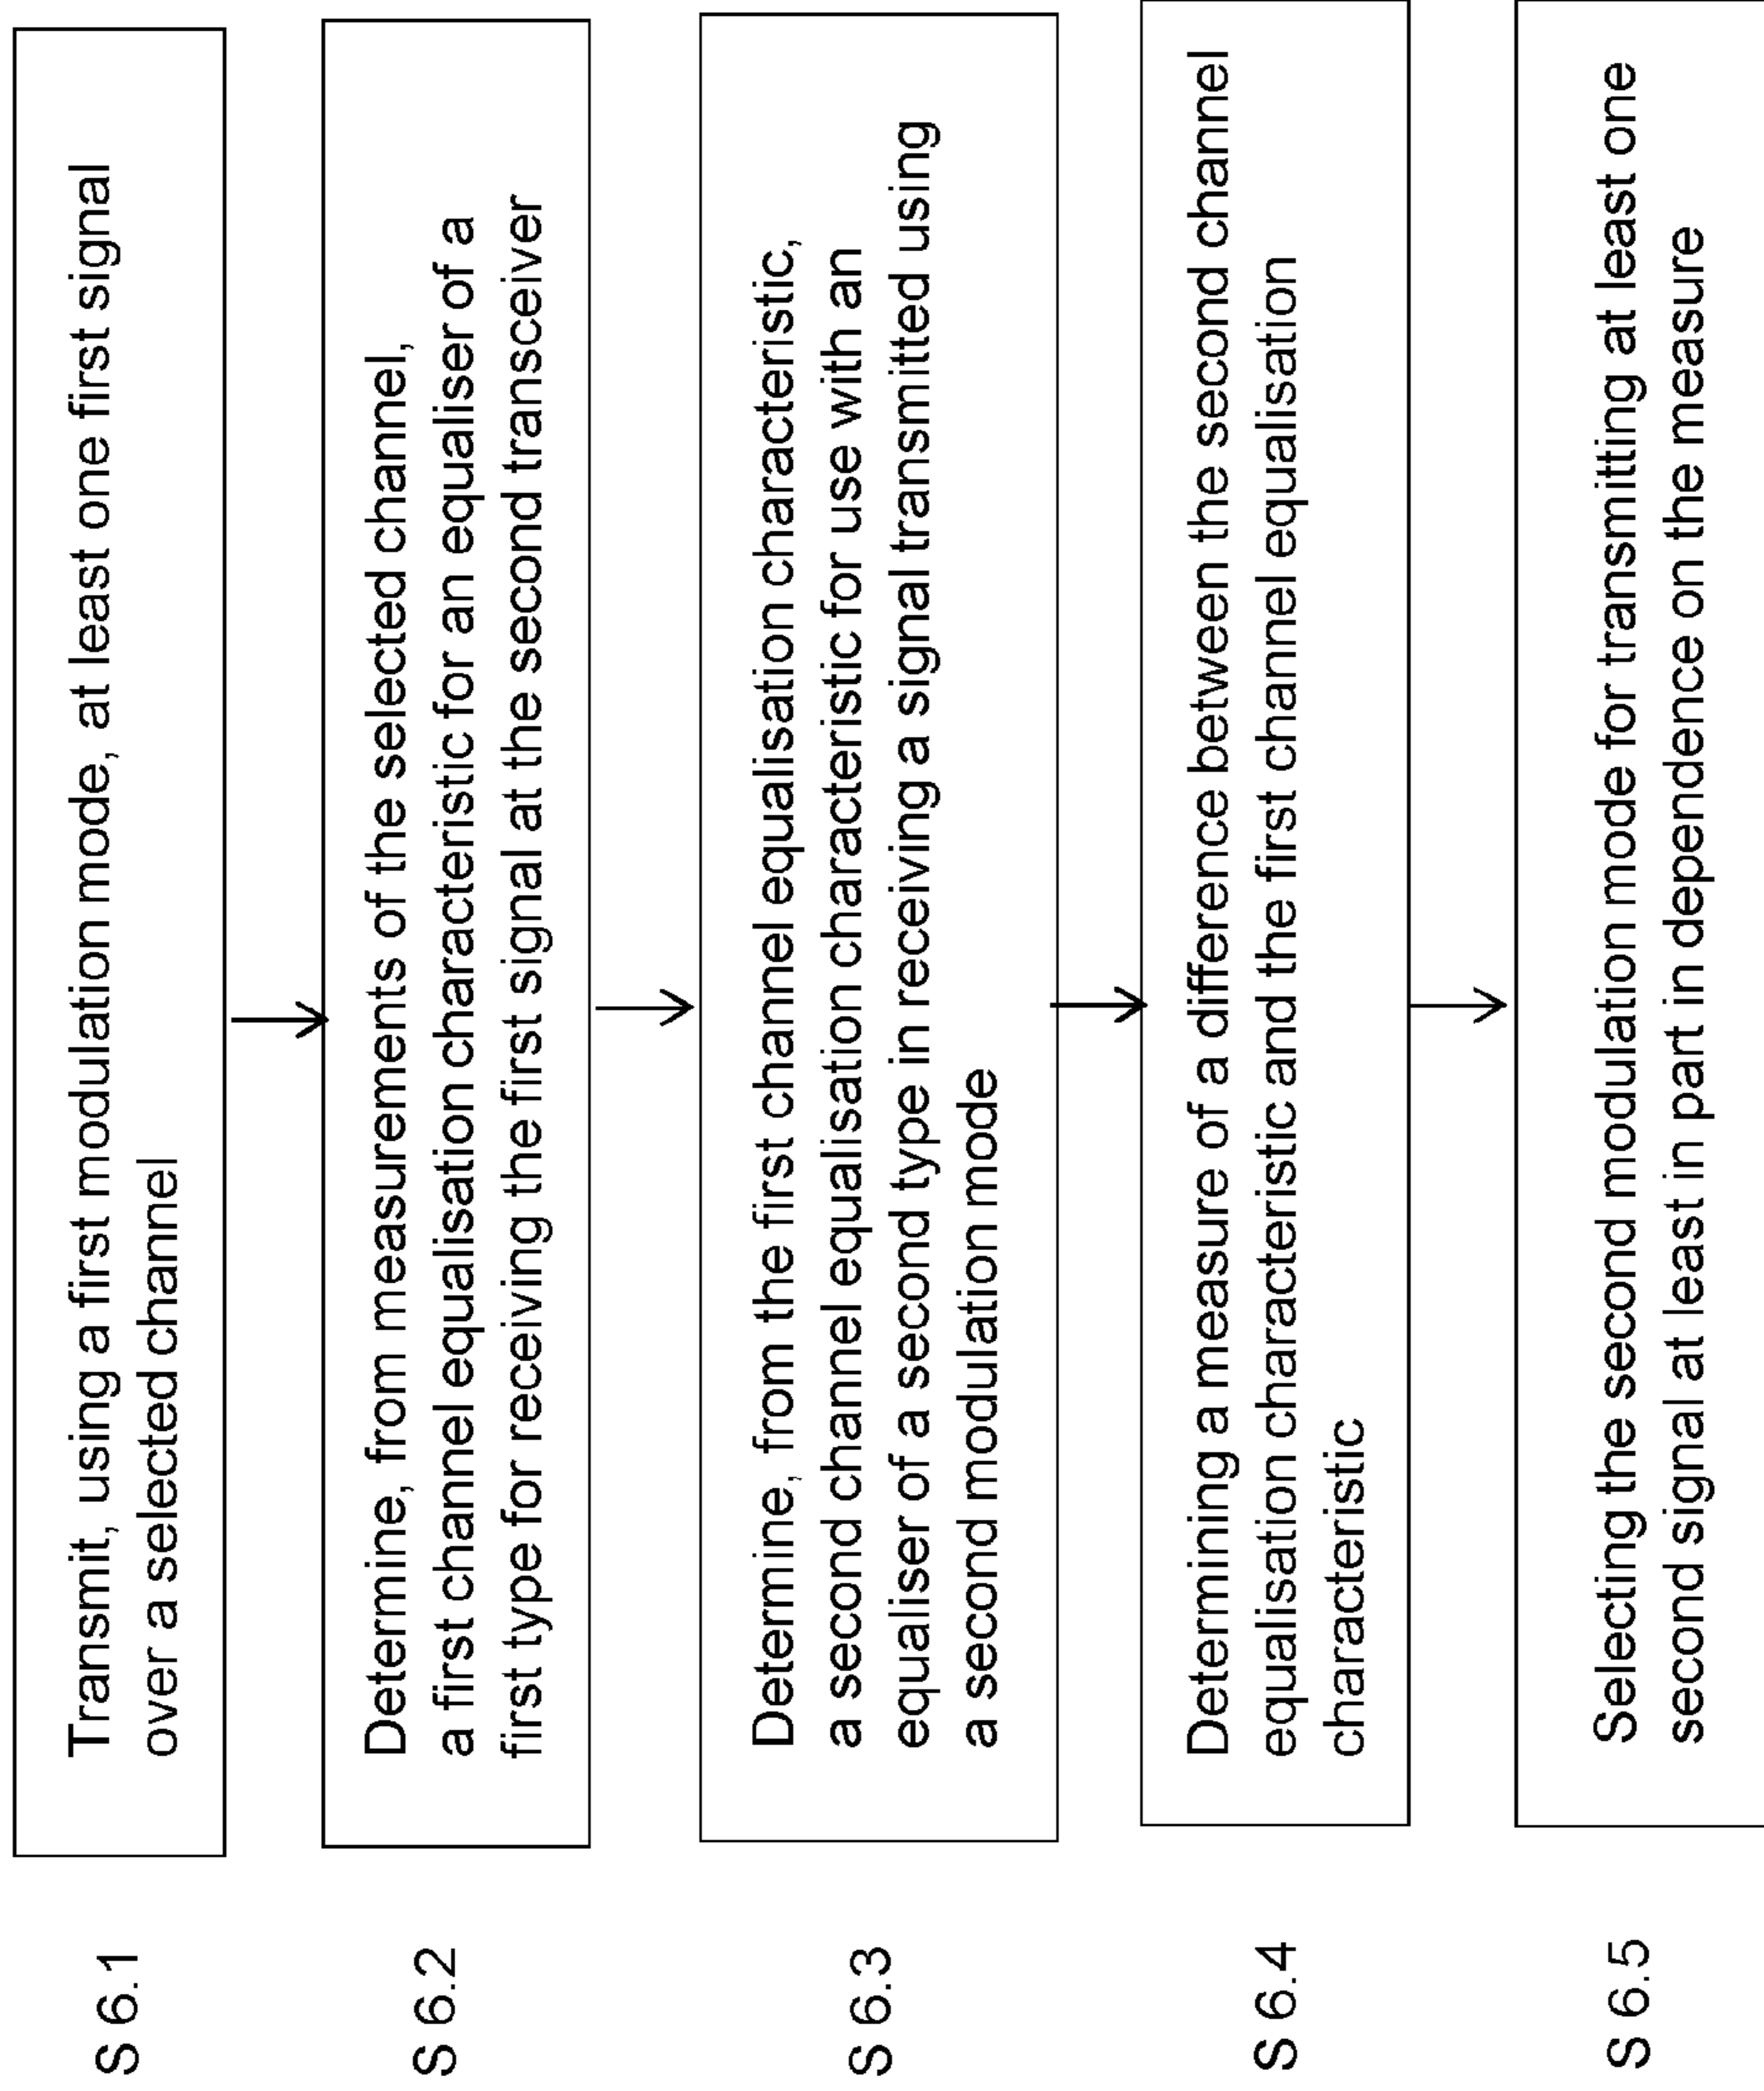 S 6.1
Transmit, using a first modulation mode, at least one first signal
over a selected channel
S 6.2
Determine, from measurements of the selected channel,
a first channel equalisation characteristic for an equaliser of a
first type for receiving the first signal at the second transceiver
S 6.3
Determine, from the first channel equalisation characteristic,
a second channel equalisation characteristic for use with an
equaliser of a second type in receiving a signal transmitted using
a second modulation mode
S 6.4
Determining a measure of a difference between the second channel
equalisation characteristic and the first channel equalisation
characteristic
S 6.5
Selecting the second modulation mode for transmitting at least one
second signal at least in part in dependence on the measure